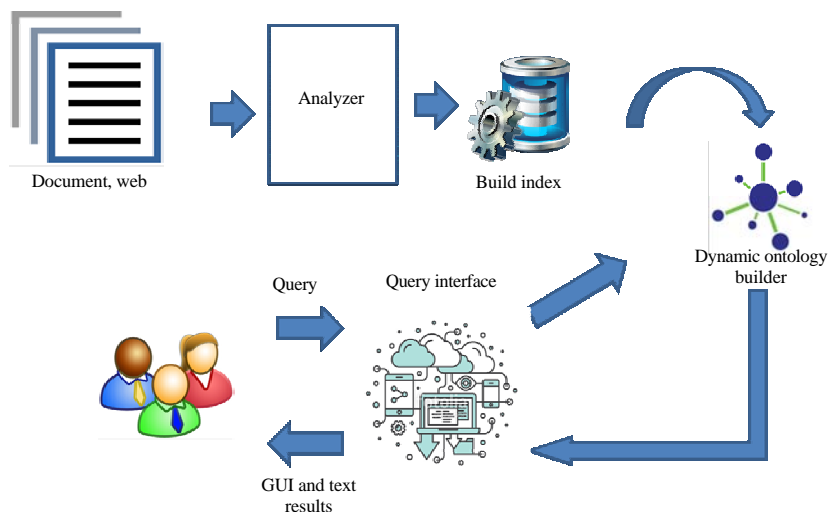 Analyzer
Document, web
Build index
Dynamic ontology
builder
Query
Query interface
GUI and text
results